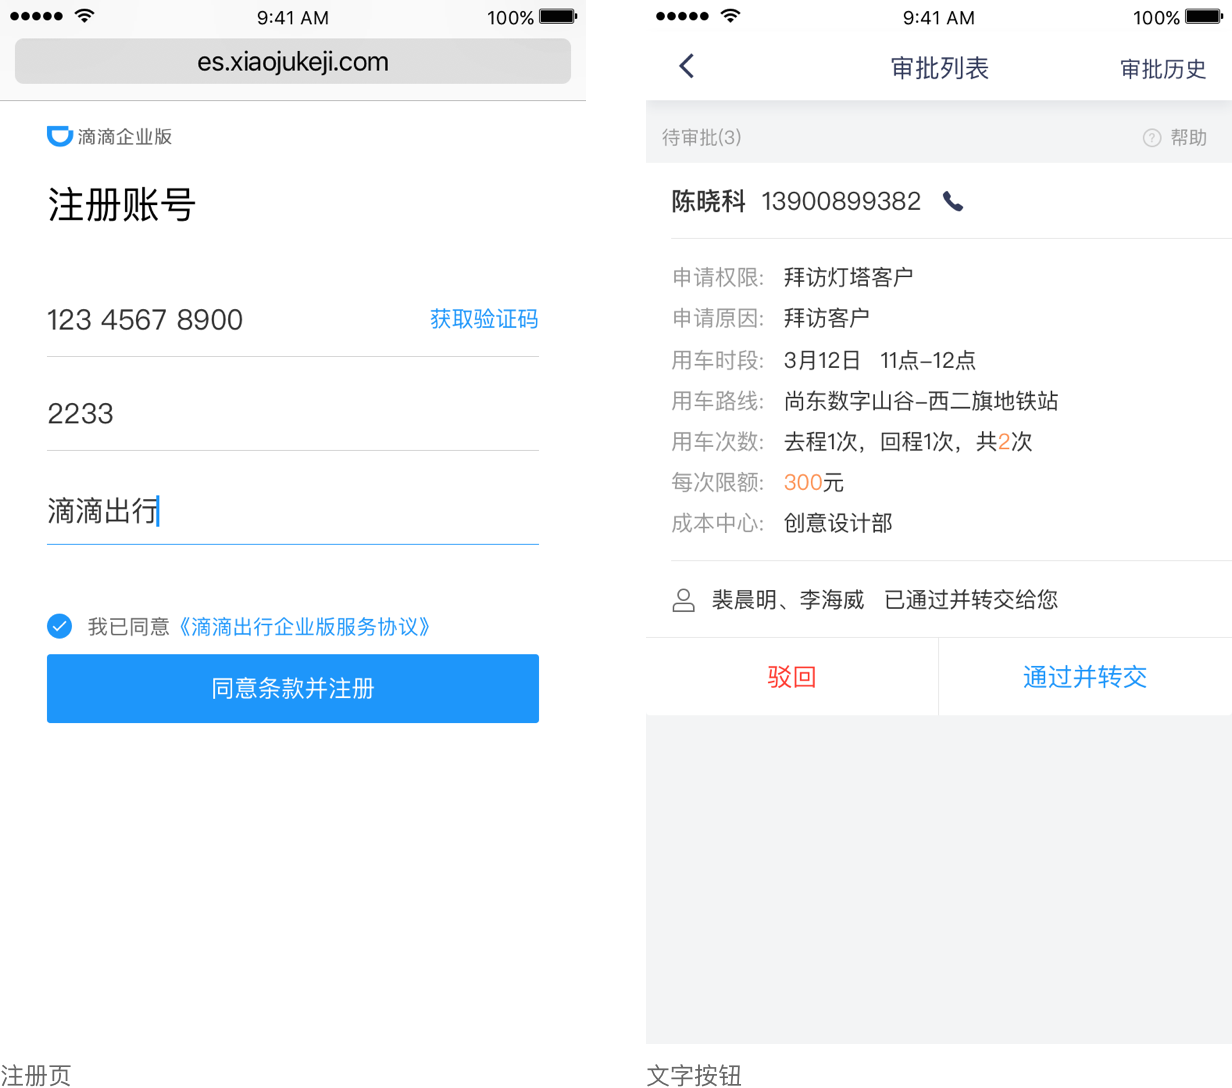 9:41 AM
100%
es.xiaojukeji.com
滴滴企业版
注册账号
123 4567 8900
获取验证码
2233
滴滴出行
我已同意《滴滴出行企业版服务协议》
同意条款并注册
注册页
9:41 AM
100%
审批列表
审批历史
待审批(3)
? 帮助
陈晓科 13900899382
申请权限: 拜访灯塔客户
申请原因: 拜访客户
用车时段: 3月12日 11点–12点
用车路线: 尚东数字山谷–西二旗地铁站
用车次数: 去程1次，回程1次，共2次
每次限额: 300元
成本中心: 创意设计部
裴晨明、李海威 已通过并转交给您
驳回
通过并转交
文字按钮